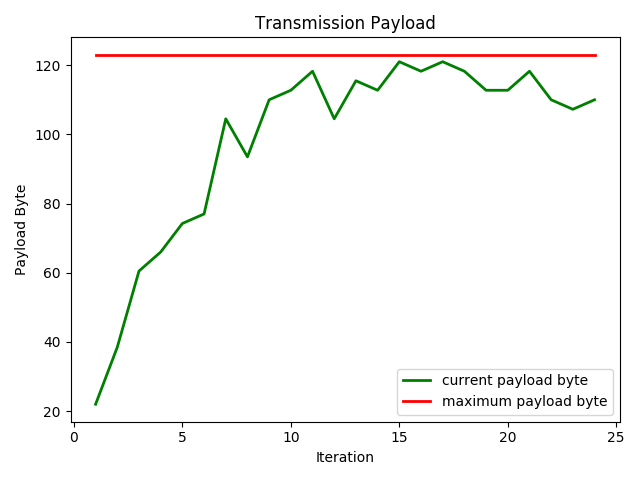 Transmission Payload
120
100
80
60
40
20
Payload Byte
current payload byte
maximum payload byte
0 5 10 15 20 25
Iteration